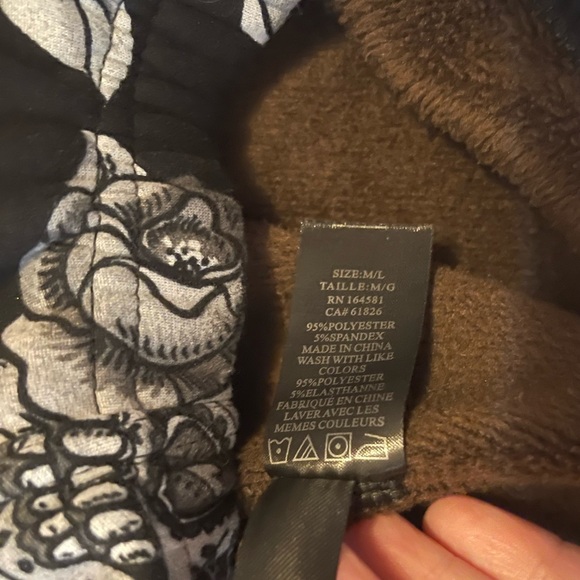 SIZE:M/L
TAILLE:M/G
RN 164581
CA# 61826
95%POLYESTER
5%SPANDEX
MADE IN CHINA
WASH WITH LIKE
COLORS
95%POLYESTER
5%ELASTHANNE
FABRIQUE EN CHINE
LAVER AVEC LES
MEMES COULEURS